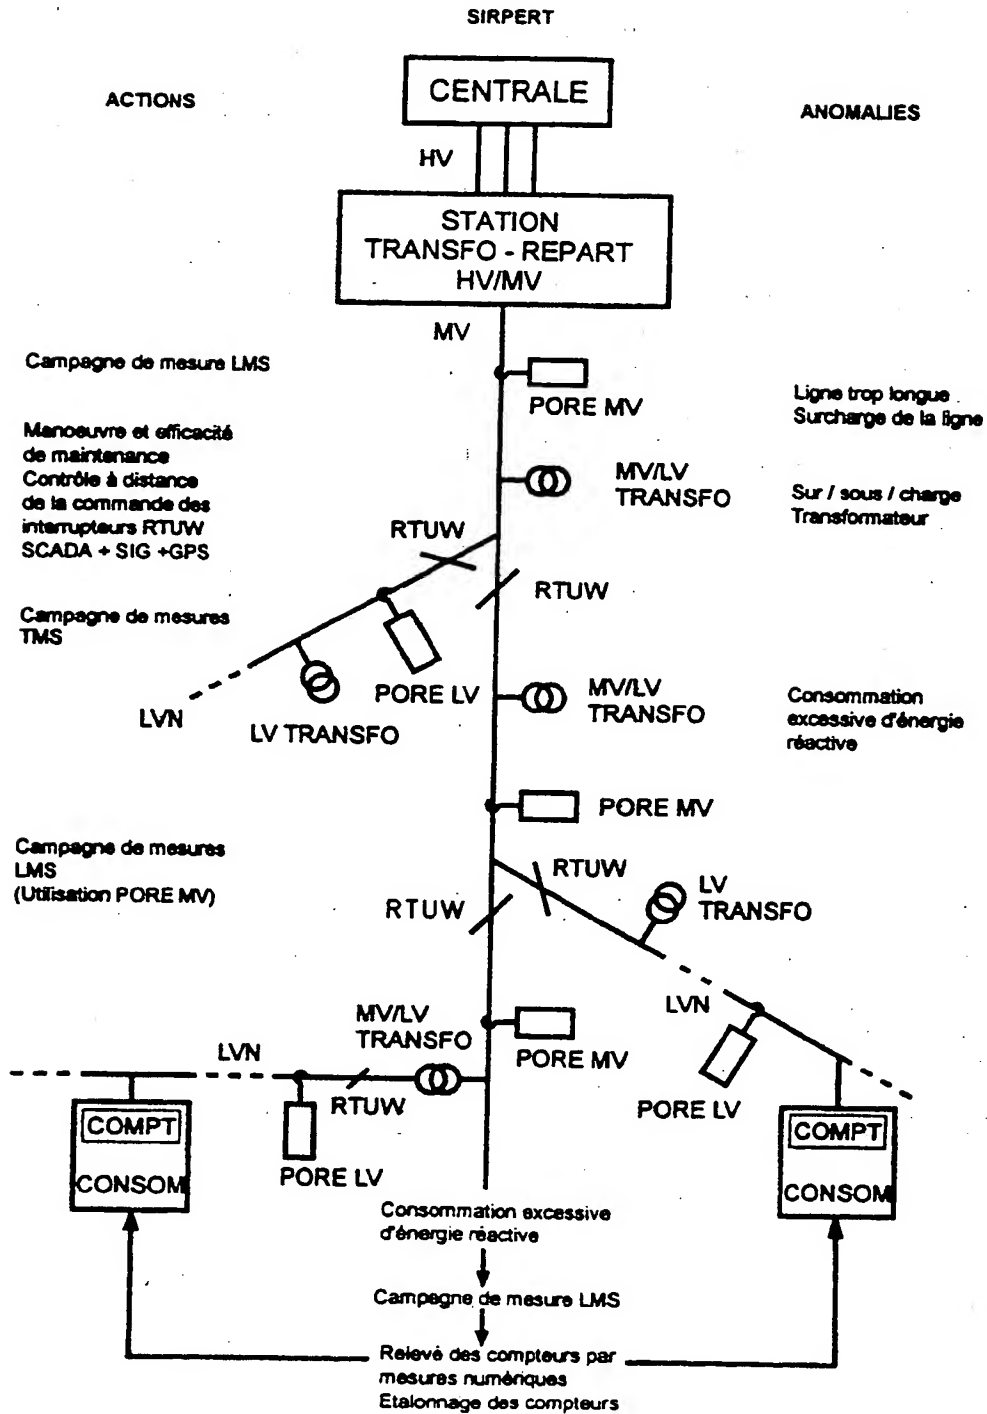 SIRPERT
ACTIONS
CENTRALE
ANOMALIES
HV
STATION
TRANSFO - REPART
HV/MV
MV
Campagne de mesure LMS
PORE MV
Ligne trop longue
Surcharge de la ligne
Manoeuvre et efficacité
de maintenance
Contrôle à distance
de la commande des
interrupteurs RTUW
SCADA + SIG +GPS
MV/LV
TRANSFO
Sur / sous / charge
Transformateur
RTUW
RTUW
Campagne de mesures
TMS
PORE LV
LVN
LV TRANSFO
MV/LV
TRANSFO
Consommation
excessive d'énergie
réactive
PORE MV
Campagne de mesures
LMS
(Utilisation PORE MV)
RTUW
RTUW
LV
TRANSFO
LVN
MV/LV
TRANSFO
PORE MV
LVN
RTUW
PORE LV
PORE LV
COMPT
CONSOM
COMPT
CONSOM
Consommation excessive
d'énergie réactive
Campagne de mesure LMS
Relevé des compteurs par
mesures numériques
Etalonnage des compteurs